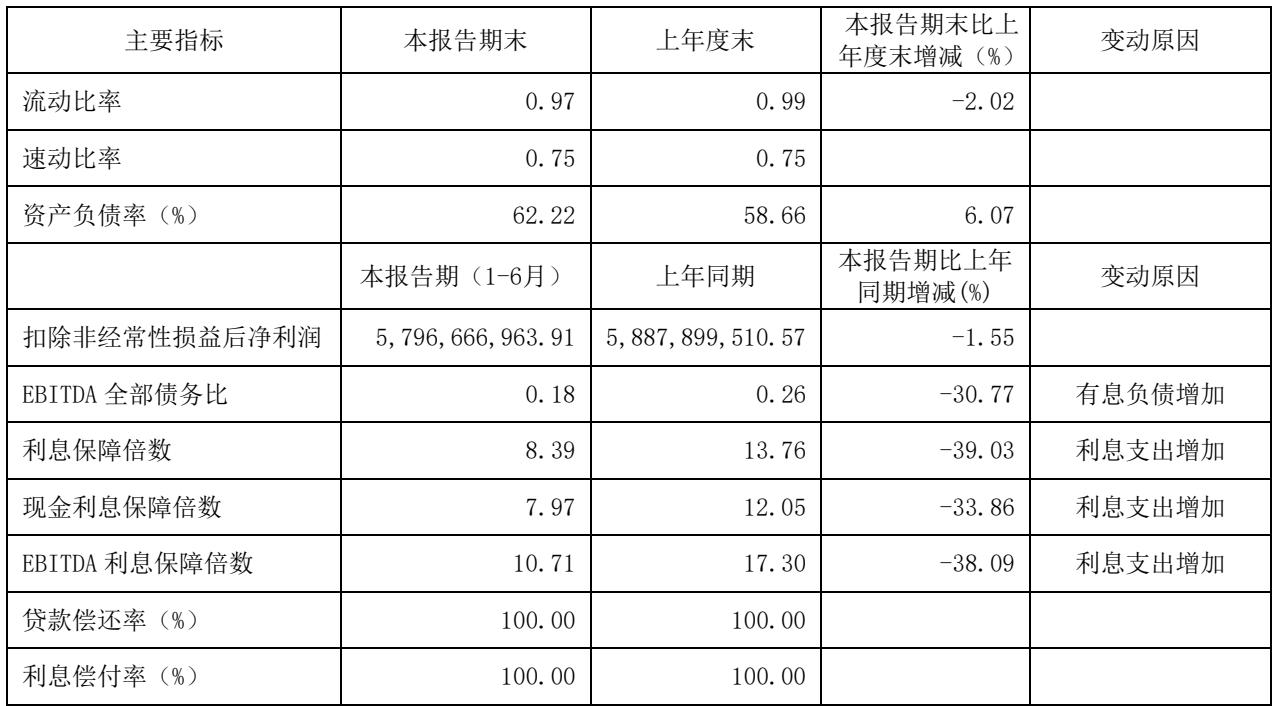 主要指标 本报告期末 上年度末 本报告期末比上年度末增减（%） 变动原因
流动比率 0.97 0.99 -2.02
速动比率 0.75 0.75
资产负债率（%） 62.22 58.66 6.07
本报告期（1-6月） 上年同期 本报告期比上年同期增减(%) 变动原因
扣除非经常性损益后净利润 5,796,666,963.91 5,887,899,510.57 -1.55
EBITDA 全部债务比 0.18 0.26 -30.77 有息负债增加
利息保障倍数 8.39 13.76 -39.03 利息支出增加
现金利息保障倍数 7.97 12.05 -33.86 利息支出增加
EBITDA 利息保障倍数 10.71 17.30 -38.09 利息支出增加
贷款偿还率（%） 100.00 100.00
利息偿付率（%） 100.00 100.00